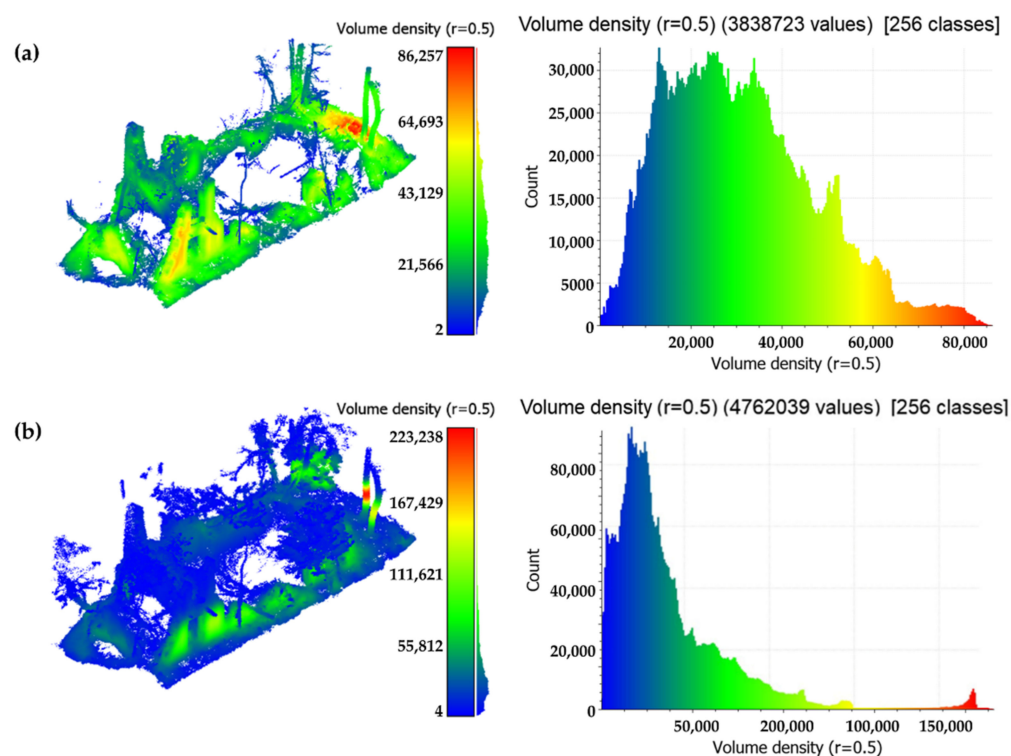 (a)
Volume density (r=0.5)
86,257
64,693
43,129
21,566
2
Volume density (r=0.5) (3838723 values) [256 classes]
Count
30,000
25,000
20,000
15,000
10,000
5000
0
20,000 40,000 60,000 80,000
Volume density (r=0.5)
(b)
Volume density (r=0.5)
223,238
167,429
111,621
55,812
4
Volume density (r=0.5) (4762039 values) [256 classes]
Count
80,000
60,000
40,000
20,000
0
50,000 200,000 100,000 150,000
Volume density (r=0.5)